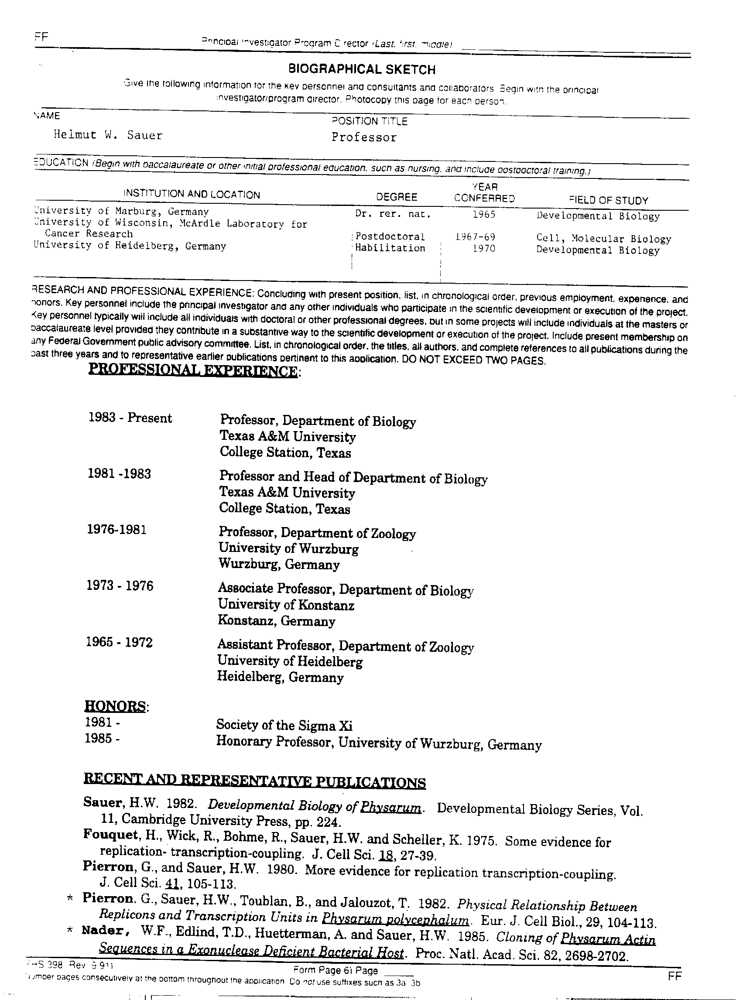 FF
Principal Investigator Program Director (Last, first, middle)
BIOGRAPHICAL SKETCH
Give the following information for the key personnel and consultants and collaborators. Begin with the principal
investigator/program director. Photocopy this page for each person.
NAME POSITION TITLE
Helmut W. Sauer Professor
EDUCATION (Begin with baccalaureate or other initial professional education, such as nursing, and include postdoctoral training.)
INSTITUTION AND LOCATION DEGREE YEAR CONFERRED FIELD OF STUDY
University of Marburg, Germany Dr. rer. nat. 1965 Developmental Biology
University of Wisconsin, McArdle Laboratory for
Cancer Research Postdoctoral 1967-69 Cell, Molecular Biology
University of Heidelberg, Germany Habilitation 1970 Developmental Biology
RESEARCH AND PROFESSIONAL EXPERIENCE: Concluding with present position, list, in chronological order, previous employment, experience, and
honors. Key personnel include the principal investigator and any other individuals who participate in the scientific development or execution of the project.
Key personnel typically will include all individuals with doctoral or other professional degrees, but in some projects will include individuals at the masters or
baccalaureate level provided they contribute in a substantive way to the scientific development or execution of the project. Include present membership on
any Federal Government public advisory committee. List, in chronological order, the titles, all authors, and complete references to all publications during the
past three years and to representative earlier publications pertinent to this application. DO NOT EXCEED TWO PAGES.
PROFESSIONAL EXPERIENCE:
1983 - Present Professor, Department of Biology
Texas A&M University
College Station, Texas
1981 -1983 Professor and Head of Department of Biology
Texas A&M University
College Station, Texas
1976-1981 Professor, Department of Zoology
University of Wurzburg
Wurzburg, Germany
1973 - 1976 Associate Professor, Department of Biology
University of Konstanz
Konstanz, Germany
1965 - 1972 Assistant Professor, Department of Zoology
University of Heidelberg
Heidelberg, Germany
HONORS:
1981 - Society of the Sigma Xi
1985 - Honorary Professor, University of Wurzburg, Germany
RECENT AND REPRESENTATIVE PUBLICATIONS
Sauer, H.W. 1982. Developmental Biology of Physarum. Developmental Biology Series, Vol.
11, Cambridge University Press, pp. 224.
Fouquet, H., Wick, R., Bohme, R., Sauer, H.W. and Scheller, K. 1975. Some evidence for
replication- transcription-coupling. J. Cell Sci. 18, 27-39.
Pierron, G., and Sauer, H.W. 1980. More evidence for replication transcription-coupling.
J. Cell Sci. 41, 105-113.
* Pierron, G., Sauer, H.W., Toublan, B., and Jalouzot, T. 1982. Physical Relationship Between
Replicons and Transcription Units in Physarum polycephalum. Eur. J. Cell Biol., 29, 104-113.
* Nader, W.F., Edlind, T.D., Huetterman, A. and Sauer, H.W. 1985. Cloning of Physarum Actin
Sequences in a Exonuclease Deficient Bacterial Host. Proc. Natl. Acad. Sci. 82, 2698-2702.
PHS 398 Rev. 9/91) Form Page 6) Page FF
Number pages consecutively at the bottom throughout the application. Do not use suffixes such as 3a, 3b